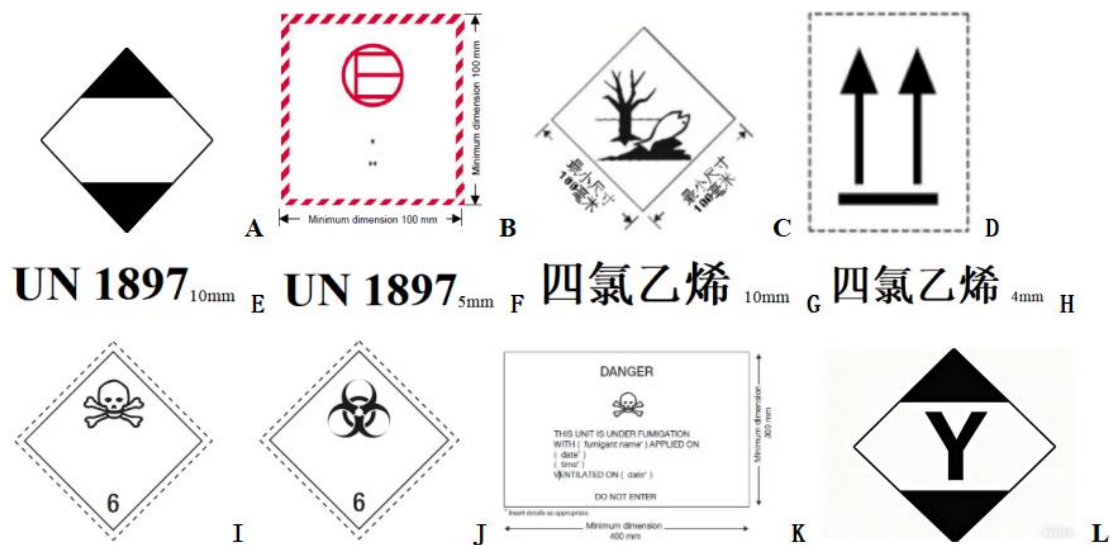 Minimum dimension 100 mm
Minimum dimension 100 mm
* 
**
最小尺寸
100毫米
最小尺寸
100毫米
A
B
C
D
UN 1897 10mm E
UN 1897 5mm F
四氯乙烯 10mm G
四氯乙烯 4mm H
6
I
6
J
DANGER
THIS UNIT IS UNDER FUMIGATION
WITH ( fumigant name* ) APPLIED ON
( date* )
( time* )
VENTILATED ON ( date* )
DO NOT ENTER
* Insert details as appropriate.
Minimum dimension
300 mm
Minimum dimension
400 mm
K
Y
L